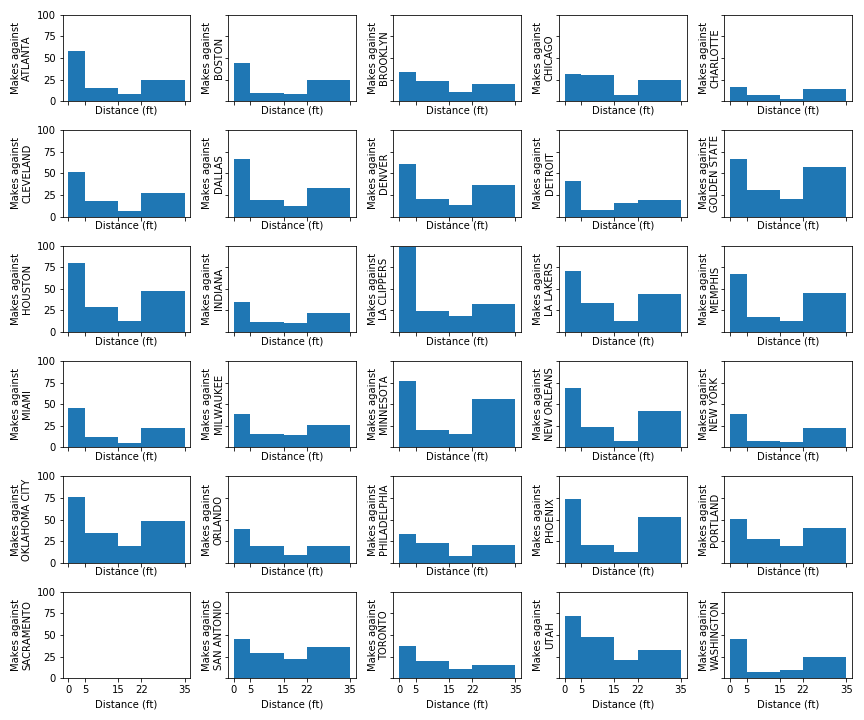 100
75
50
25
0
Makes against
ATLANTA
Distance (ft)
Makes against
BOSTON
Distance (ft)
Makes against
BROOKLYN
Distance (ft)
Makes against
CHICAGO
Distance (ft)
Makes against
CHARLOTTE
Distance (ft)
100
75
50
25
0
Makes against
CLEVELAND
Distance (ft)
Makes against
DALLAS
Distance (ft)
Makes against
DENVER
Distance (ft)
Makes against
DETROIT
Distance (ft)
Makes against
GOLDEN STATE
Distance (ft)
100
75
50
25
0
Makes against
HOUSTON
Distance (ft)
Makes against
INDIANA
Distance (ft)
Makes against
LA CLIPPERS
Distance (ft)
Makes against
LA LAKERS
Distance (ft)
Makes against
MEMPHIS
Distance (ft)
100
75
50
25
0
Makes against
MIAMI
Distance (ft)
Makes against
MILWAUKEE
Distance (ft)
Makes against
MINNESOTA
Distance (ft)
Makes against
NEW ORLEANS
Distance (ft)
Makes against
NEW YORK
Distance (ft)
100
75
50
25
0
Makes against
OKLAHOMA CITY
Distance (ft)
Makes against
ORLANDO
Distance (ft)
Makes against
PHILADELPHIA
Distance (ft)
Makes against
PHOENIX
Distance (ft)
Makes against
PORTLAND
Distance (ft)
100
75
50
25
0
Makes against
SACRAMENTO
0 5 15 22 35
Distance (ft)
Makes against
SAN ANTONIO
0 5 15 22 35
Distance (ft)
Makes against
TORONTO
0 5 15 22 35
Distance (ft)
Makes against
UTAH
0 5 15 22 35
Distance (ft)
Makes against
WASHINGTON
0 5 15 22 35
Distance (ft)